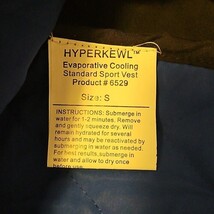 HYPERKEWL™
Evaporative Cooling
Standard Sport Vest
Product # 6529
Size: S
INSTRUCTIONS: Submerge in
water for 1-2 minutes. Remove
and gently squeeze dry. Will
remain hydrated for several
hours and may be reactivated by
submerging in water as needed.
For best results, submerge in
water and allow to dry once
before use.